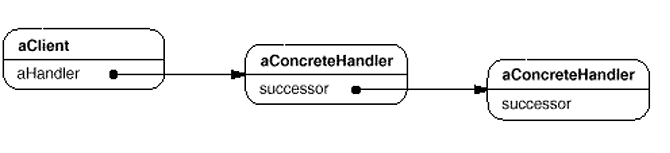 aClient
aHandler
aConcreteHandler
successor
aConcreteHandler
successor